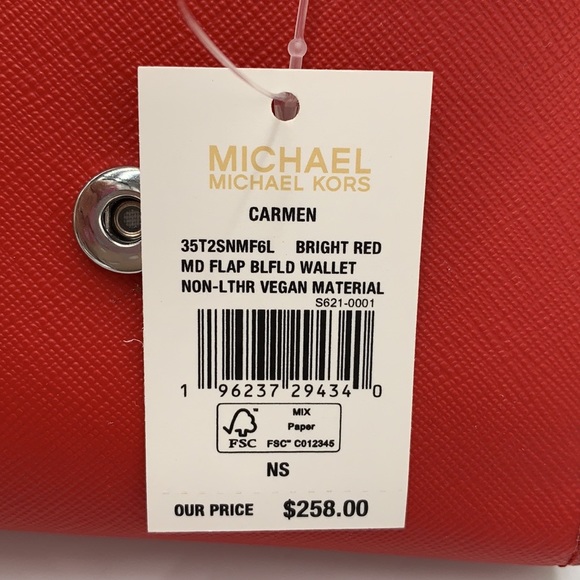 MICHAEL
MICHAEL KORS
CARMEN
35T2SNMF6L BRIGHT RED
MD FLAP BLFLD WALLET
NON-LTHR VEGAN MATERIAL
S621-0001
1 96237 29434 0
FSC
MIX
Paper
FSC™ C012345
NS
OUR PRICE $258.00